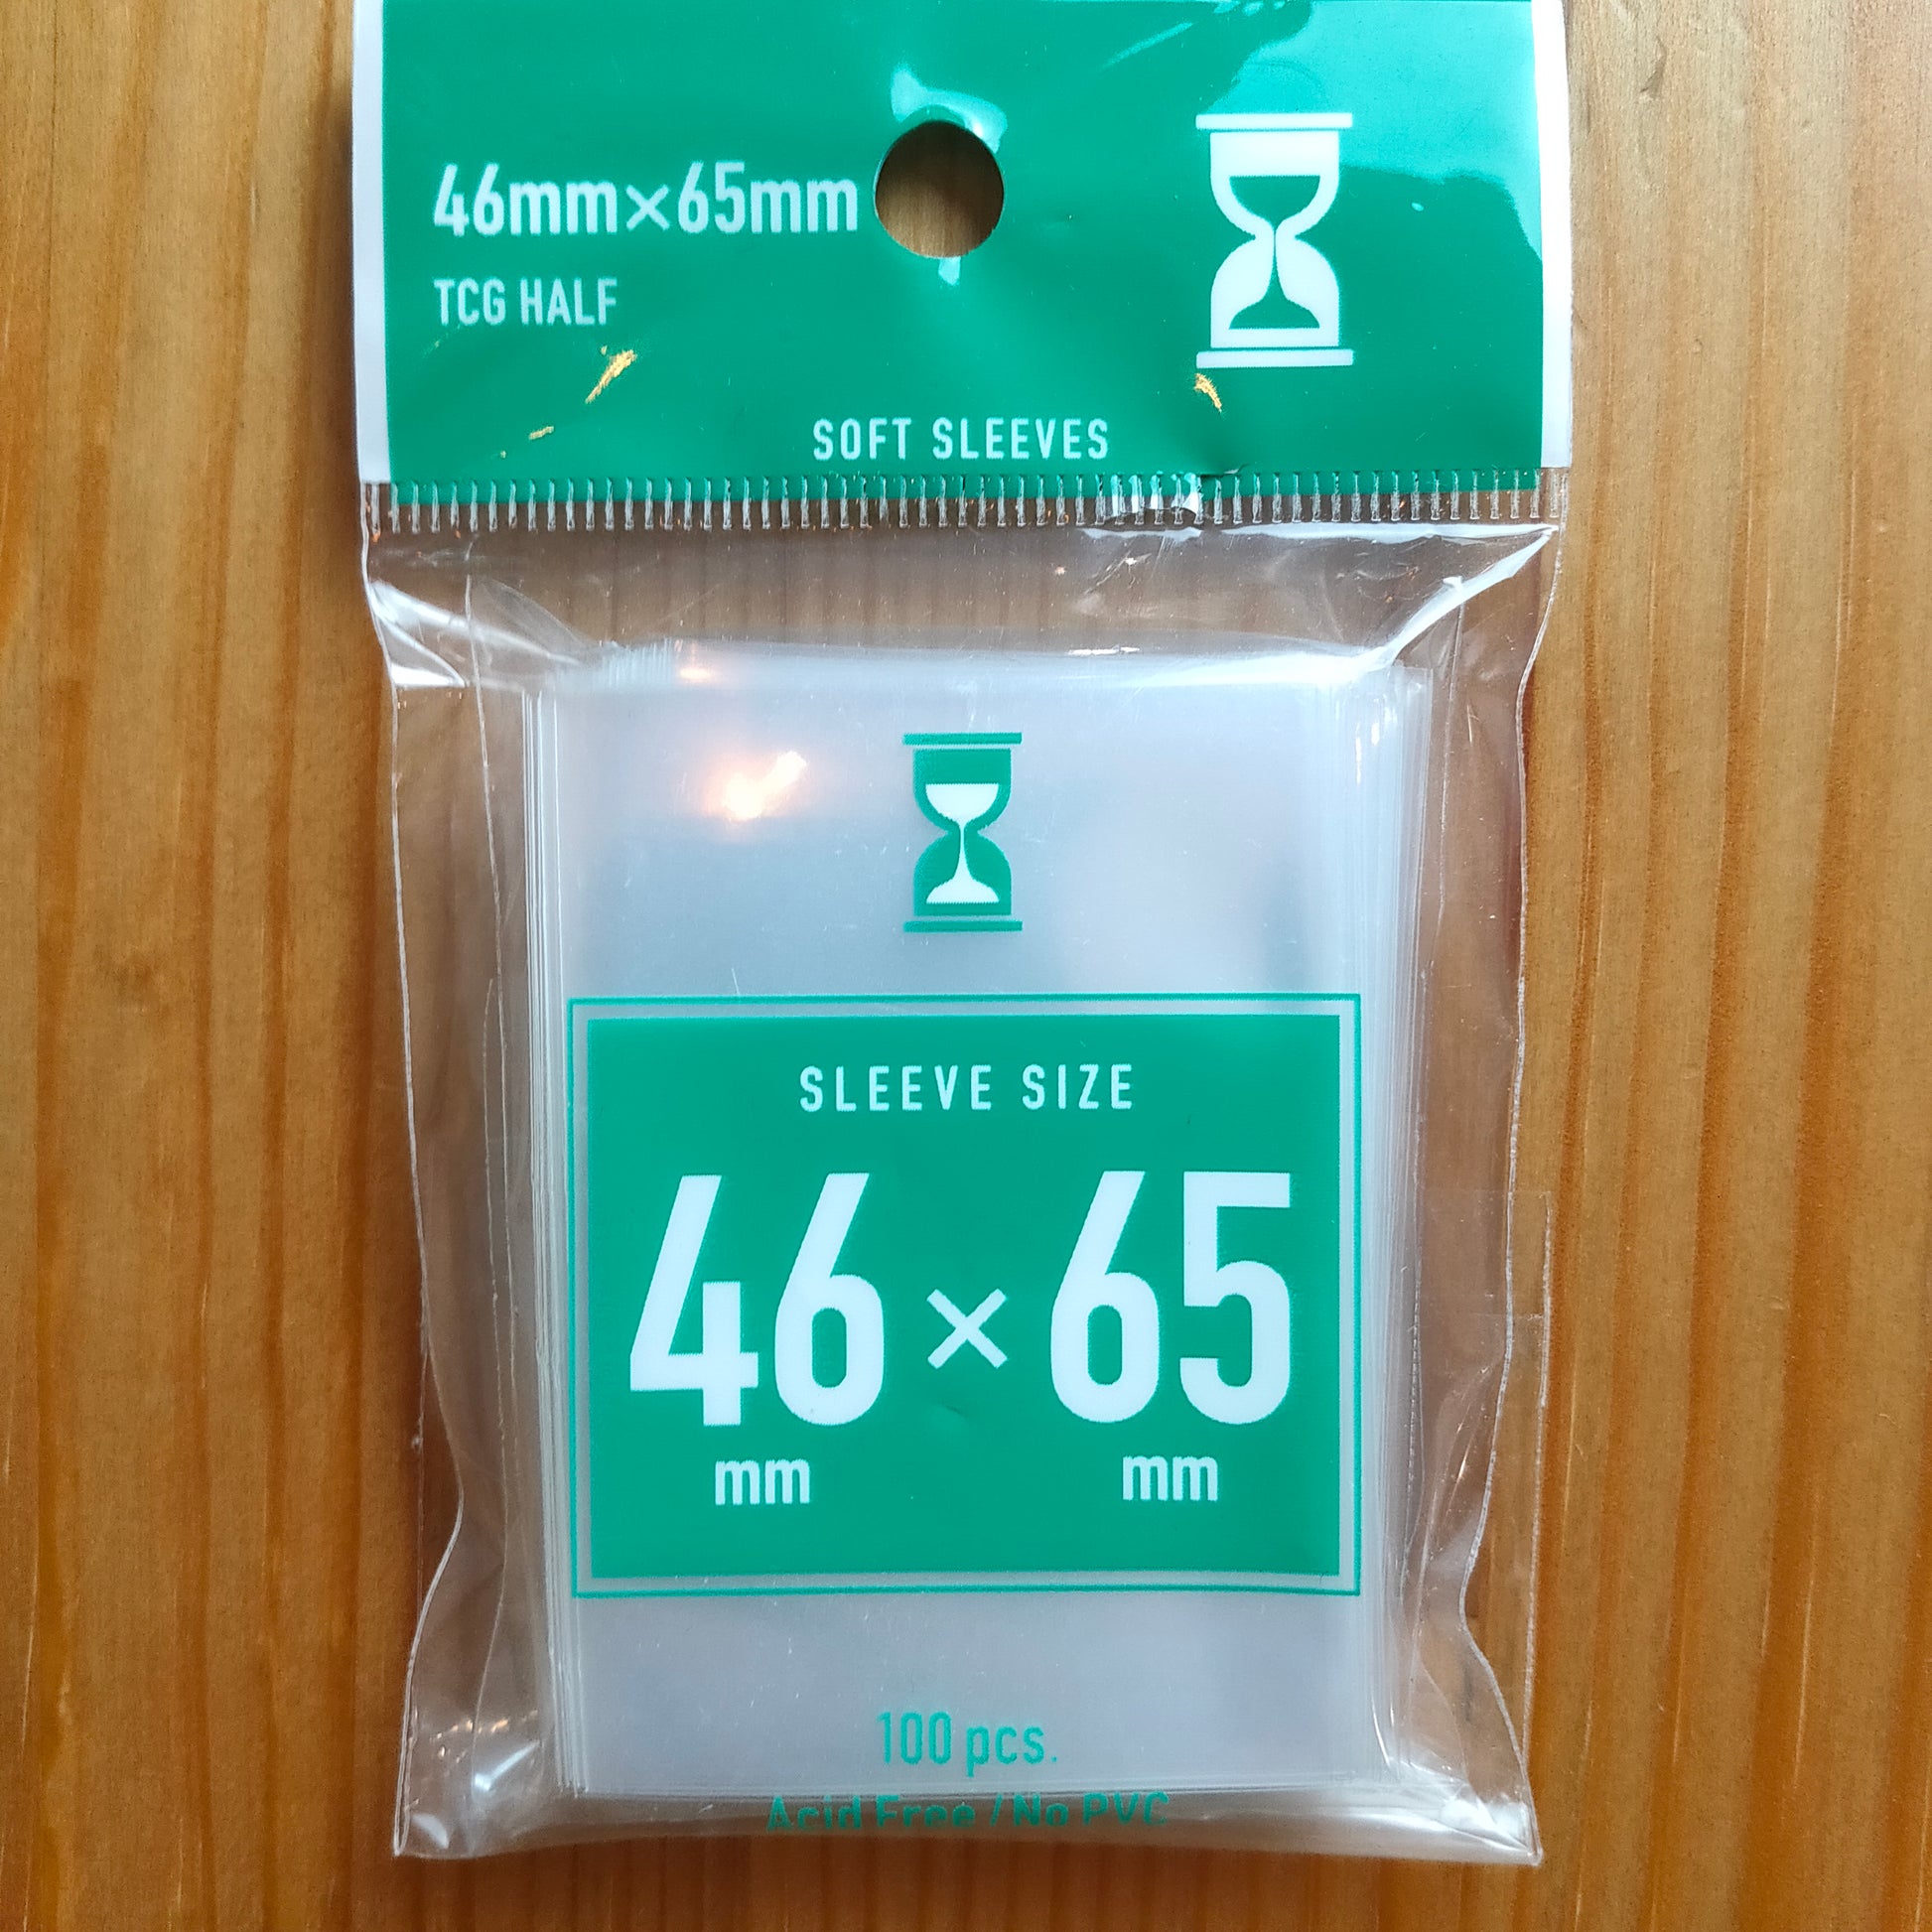 46mm×65mm
TCG HALF
SOFT SLEEVES
SLEEVE SIZE
46 × 65
mm mm
100 pcs.
Acid Free / No PVC